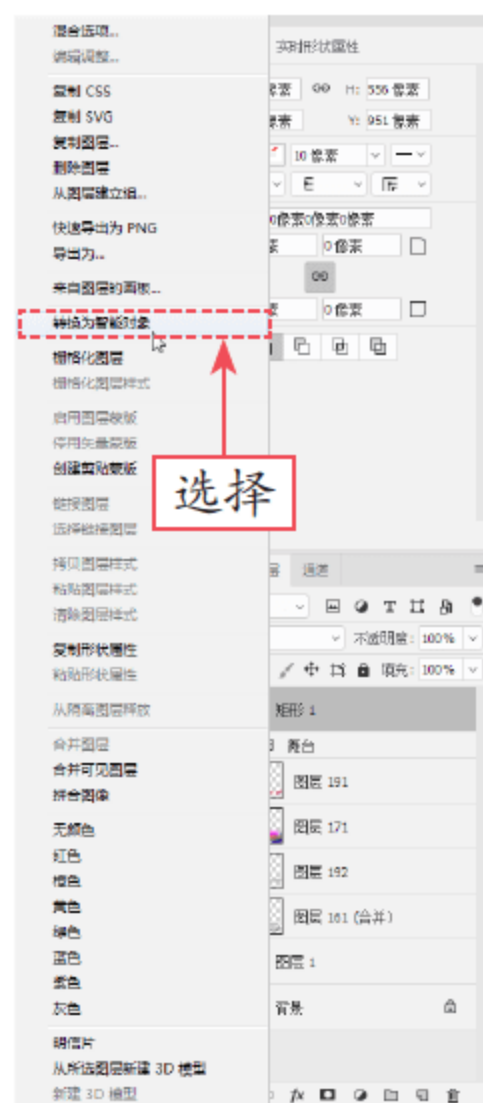 混合选项...
编辑调整...
复制 CSS
复制 SVG
复制图层...
删除图层
从图层建立组...
快速导出为 PNG
导出为...
来自图层的画板...
转换为智能对象
栅格化图层
栅格化图层样式
启用图层蒙版
停用矢量蒙版
创建剪贴蒙版
链接图层
选择链接图层
拷贝图层样式
粘贴图层样式
清除图层样式
复制形状属性
粘贴形状属性
从隔离图层释放
合并图层
合并可见图层
拼合图像
无颜色
红色
橙色
黄色
绿色
蓝色
紫色
灰色
明信片
从所选图层新建 3D 模型
新建 3D 模型
选择
实时形状属性
像素 H: 556 像素
像素 Y: 951 像素
10 像素
0像素0像素0像素
0 像素
0 像素
层 通道
不透明度: 100%
填充: 100%
矩形 1
舞台
图层 191
图层 171
图层 192
图层 161 (合并)
图层 1
背景
fx